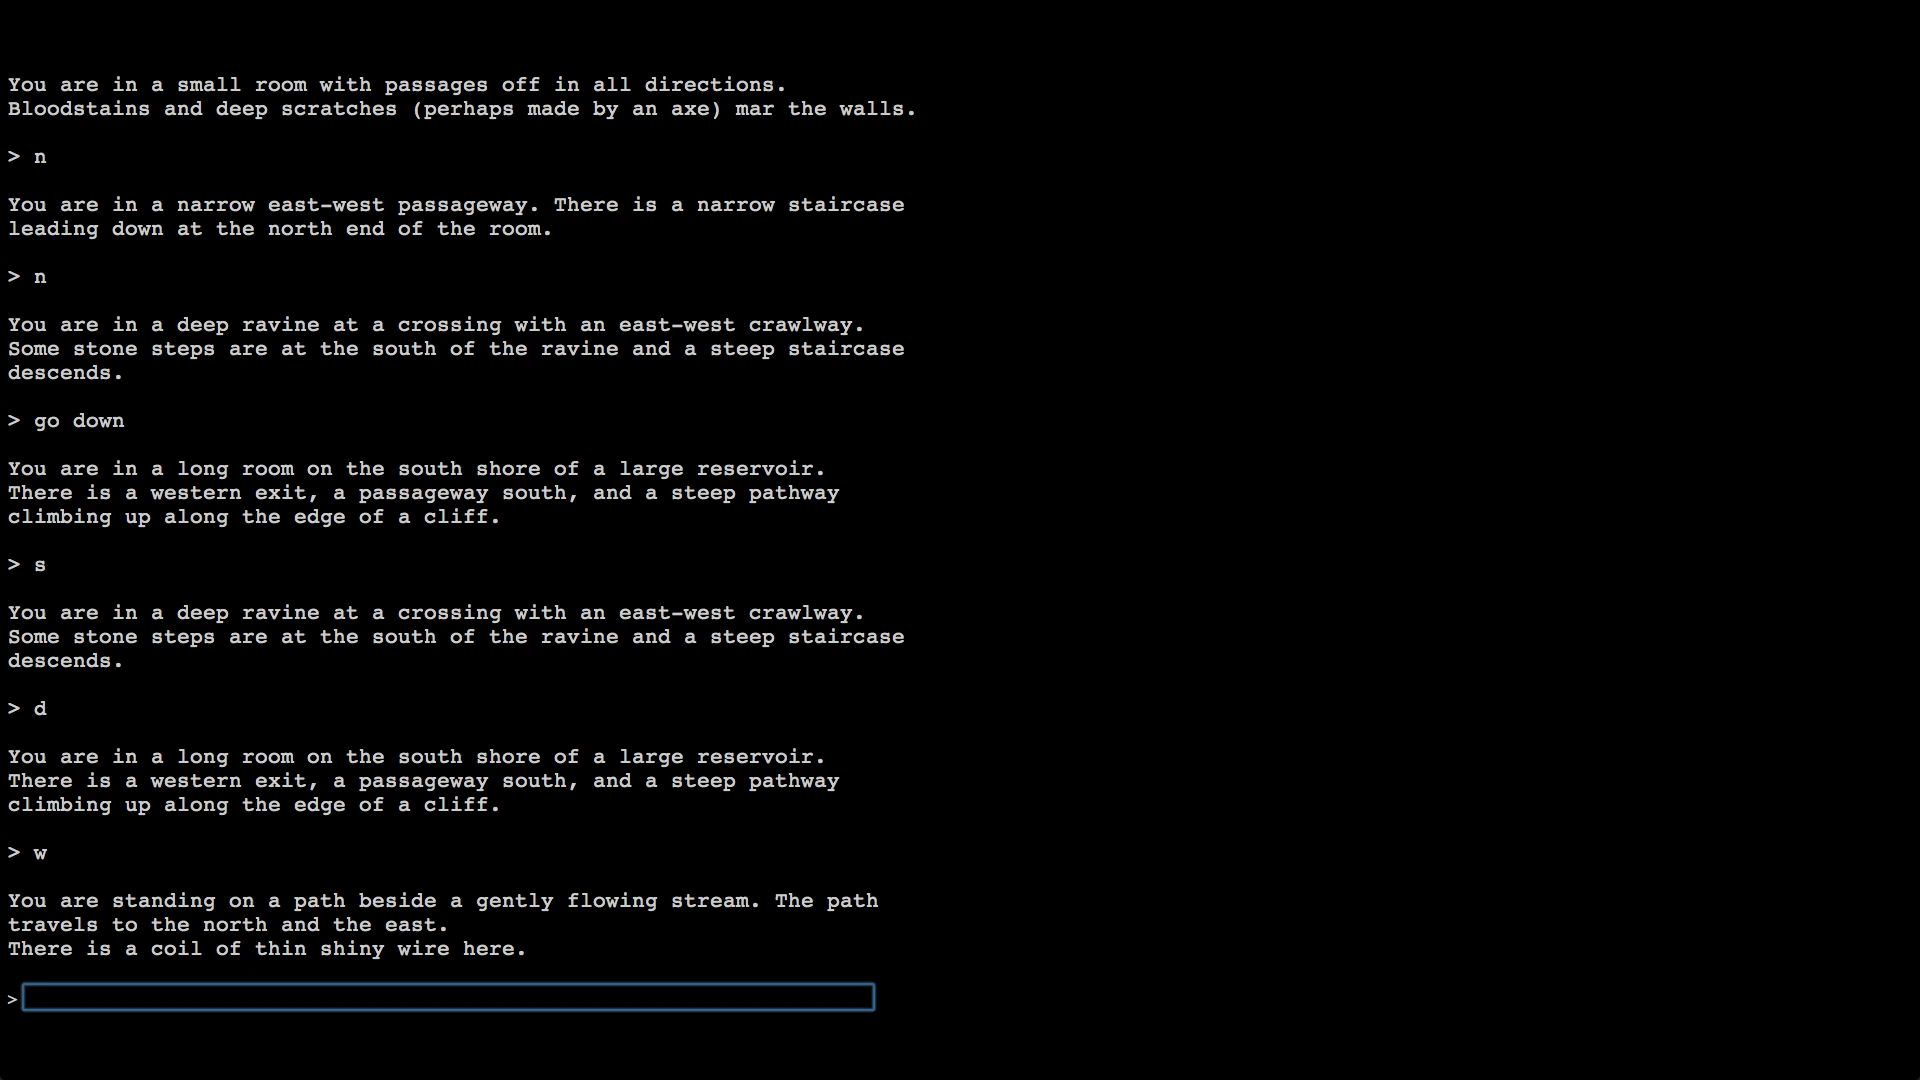 You are in a small room with passages off in all directions.
Bloodstains and deep scratches (perhaps made by an axe) mar the walls.
> n
You are in a narrow east-west passageway. There is a narrow staircase
leading down at the north end of the room.
> n
You are in a deep ravine at a crossing with an east-west crawlway.
Some stone steps are at the south of the ravine and a steep staircase
descends.
> go down
You are in a long room on the south shore of a large reservoir.
There is a western exit, a passageway south, and a steep pathway
climbing up along the edge of a cliff.
> s
You are in a deep ravine at a crossing with an east-west crawlway.
Some stone steps are at the south of the ravine and a steep staircase
descends.
> d
You are in a long room on the south shore of a large reservoir.
There is a western exit, a passageway south, and a steep pathway
climbing up along the edge of a cliff.
> w
You are standing on a path beside a gently flowing stream. The path
travels to the north and the east.
There is a coil of thin shiny wire here.
>